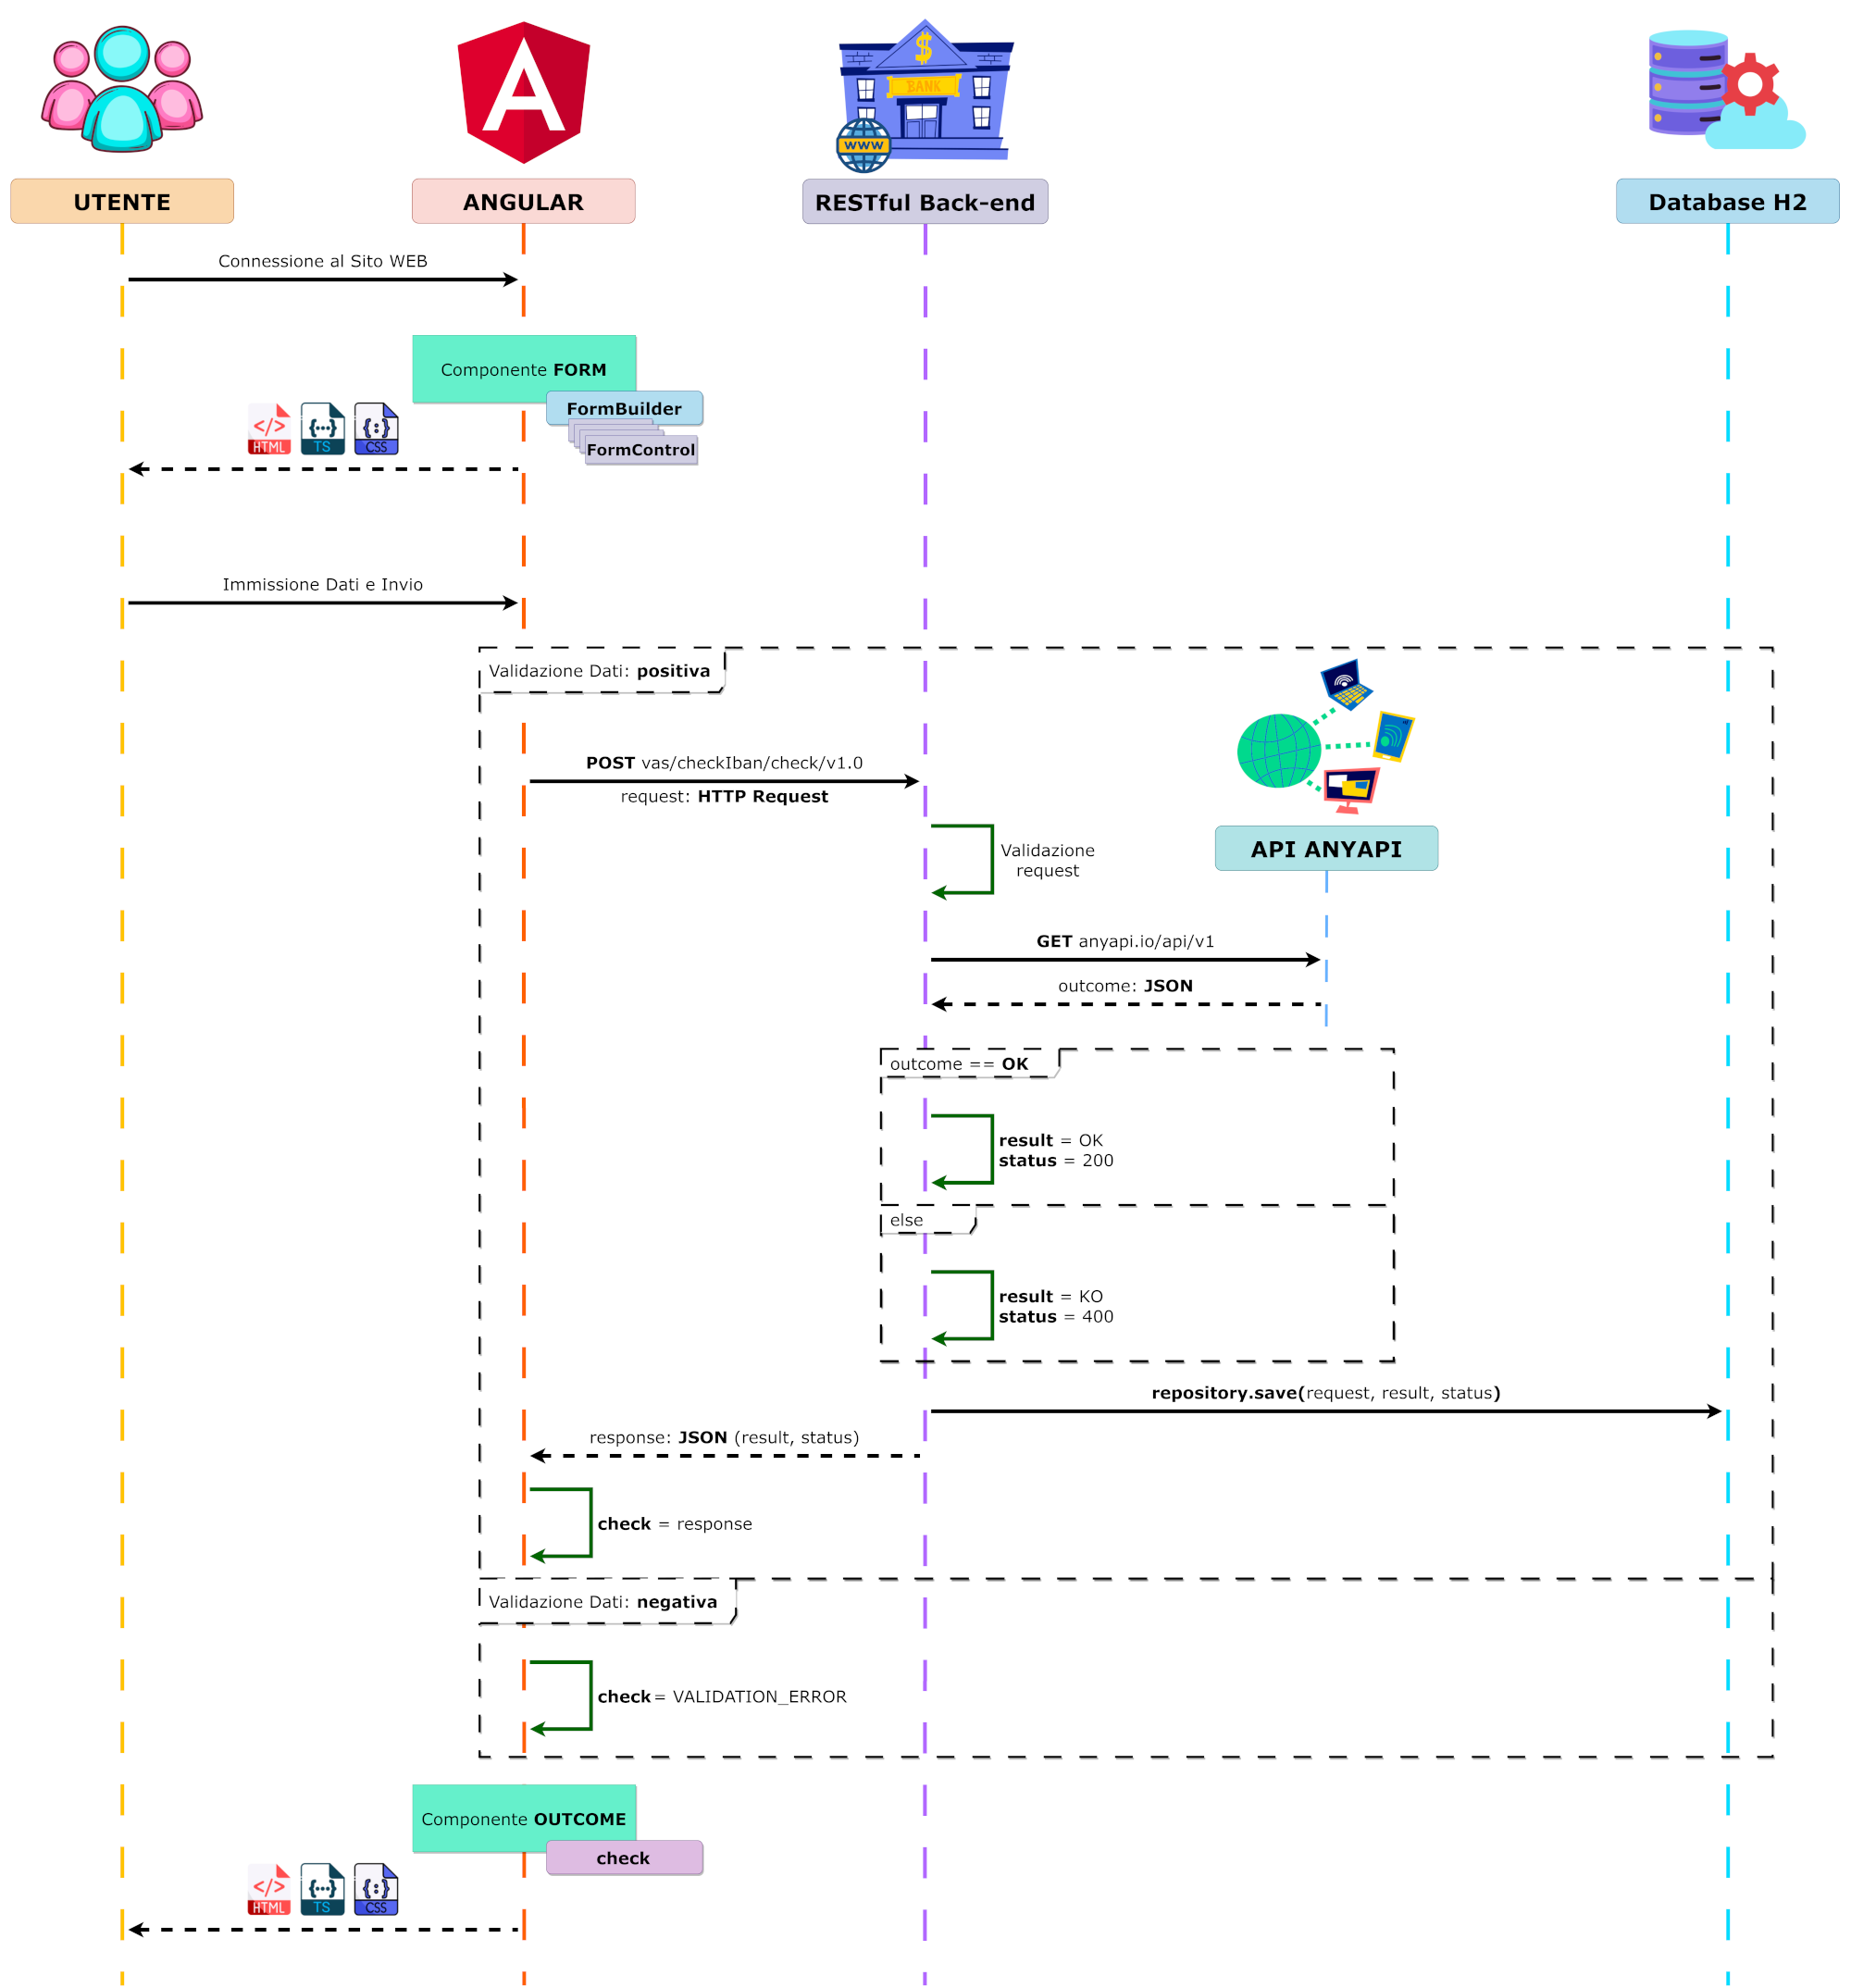 BANK
WWW
UTENTE
ANGULAR
RESTful Back-end
Database H2
Connessione al Sito WEB
Componente FORM
FormBuilder
FormControl
</>
HTML
{···}
TS
{:}
CSS
Immissione Dati e Invio
Validazione Dati: positiva
POST vas/checkIban/check/v1.0
request: HTTP Request
API ANYAPI
Validazione
request
GET anyapi.io/api/v1
outcome: JSON
outcome == OK
result = OK
status = 200
else
result = KO
status = 400
repository.save(request, result, status)
response: JSON (result, status)
check = response
Validazione Dati: negativa
check = VALIDATION_ERROR
Componente OUTCOME
check
</>
HTML
{···}
TS
{:}
CSS